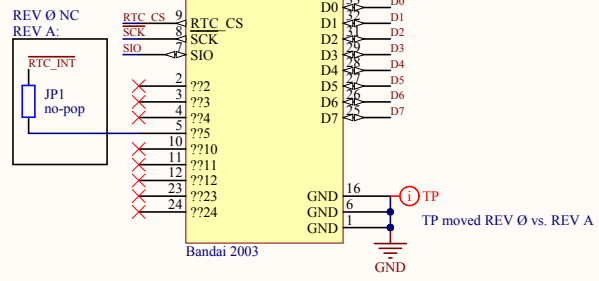 REV Ø NC
REV A:
RTC_INT
JP1
no-pop
RTC_CS 9 RTC_CS
SCK 8 SCK
SIO 7 SIO
2 ??2
3 ??3
4 ??4
5 ??5
10 ??10
11 ??11
12 ??12
23 ??23
24 ??24
D0 D0
D1 32 D1
D2 31 D2
D3 29 D3
D4 28 D4
D5 27 D5
D6 26 D6
D7 25 D7
GND 16 i TP
GND 6
GND 1
TP moved REV Ø vs. REV A
GND
Bandai 2003